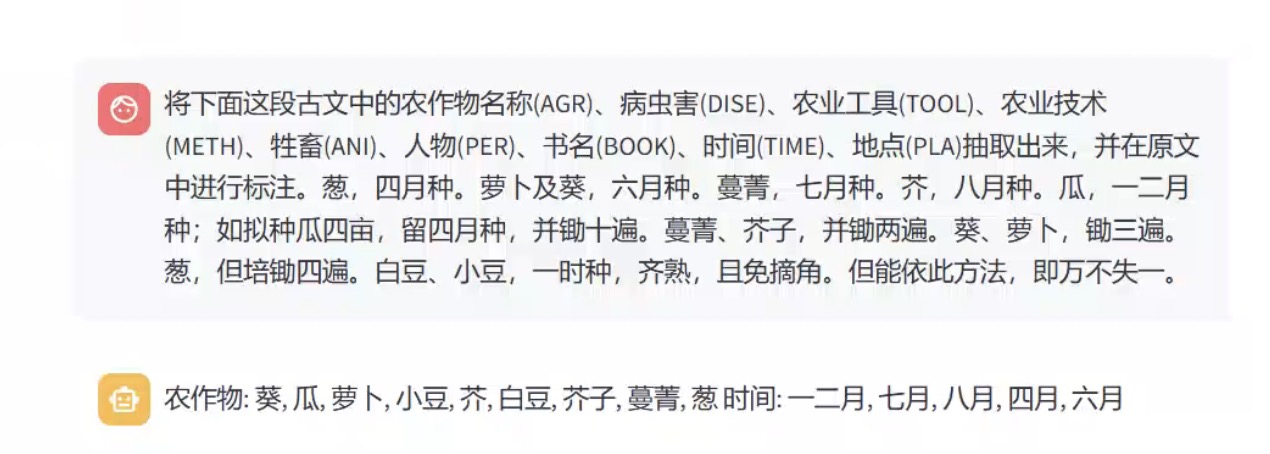 将下面这段古文中的农作物名称(AGR)、病虫害(DISE)、农业工具(TOOL)、农业技术
(METH)、牲畜(ANI)、人物(PER)、书名(BOOK)、时间(TIME)、地点(PLA)抽取出来，并在原文
中进行标注。葱，四月种。萝卜及葵，六月种。蔓菁，七月种。芥，八月种。瓜，一二月
种；如拟种瓜四亩，留四月种，并锄十遍。蔓菁、芥子，并锄两遍。葵、萝卜，锄三遍。
葱，但培锄四遍。白豆、小豆，一时种，齐熟，且免摘角。但能依此方法，即万不失一。
农作物: 葵, 瓜, 萝卜, 小豆, 芥, 白豆, 芥子, 蔓菁, 葱 时间: 一二月, 七月, 八月, 四月, 六月